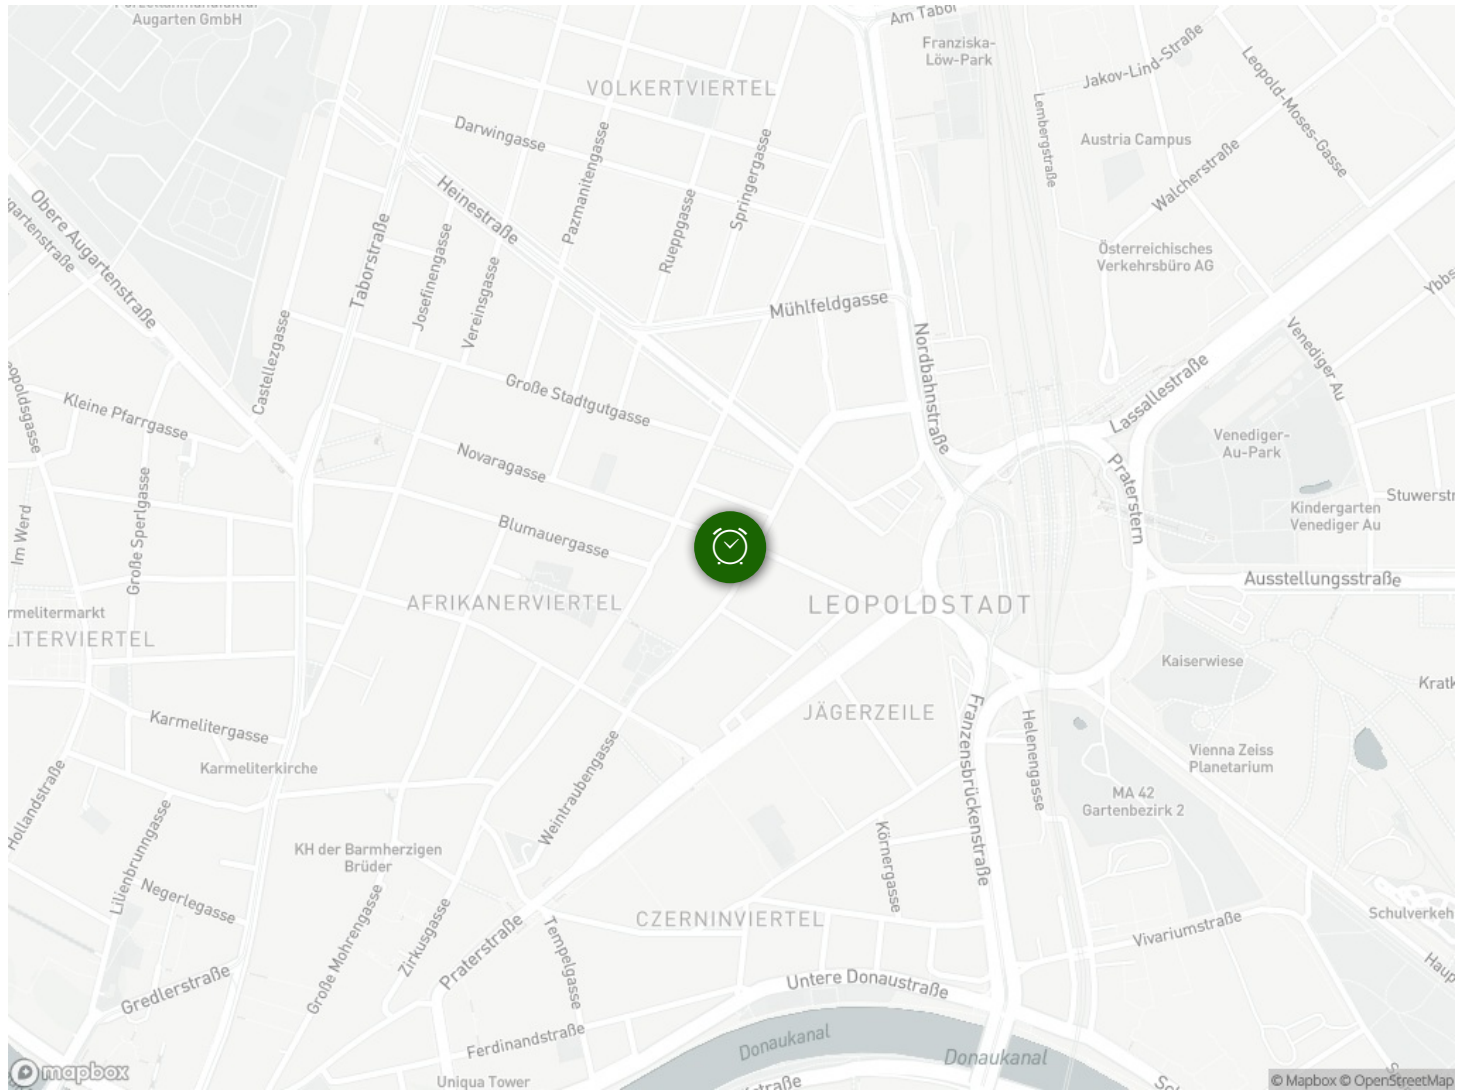 Augarten GmbH
Am Tabor
Franziska-
Löw-Park
Jakov-Lind-Straße
Leopold-Moses-Gasse
VOLKERTVIERTEL
Lembergstraße
Austria Campus
Darwingasse
Pazmanitengasse
Springergasse
Walcherstraße
Heinestraße
Rueppgasse
Obere Augartenstraße
Taborstraße
Josefinengasse
Vereinsgasse
Österreichisches
Verkehrsbüro AG
Mühlfeldgasse
Castellezgasse
Nordbahnstraße
Venediger Au
Lassallestraße
Große Stadtgutgasse
Kleine Pfarrgasse
Novaragasse
Venediger-
Au-Park
Praterstern
Große Sperlgasse
Im Werd
Blumauergasse
Kindergarten
Venediger Au
Stuwerstr
Ausstellungsstraße
AFRIKANERVIERTEL
LEOPOLDSTADT
rmelitermarkt
LITERVIERTEL
Kaiserwiese
Kratk
Karmelitergasse
JÄGERZEILE
Franzensbrückenstraße
Helenengasse
Karmeliterkirche
Weintraubengasse
Vienna Zeiss
Planetarium
Hollandstraße
MA 42
Gartenbezirk 2
Lilienbrunngasse
KH der Barmherzigen
Brüder
Körnergasse
Negerlegasse
Große Mohrengasse
Zirkusgasse
Praterstraße
Tempelgasse
CZERNINVIERTEL
Schulverkeh
Vivariumstraße
Haup
Gredlerstraße
Untere Donaustraße
Ferdinandstraße
Donaukanal
Donaukanal
mapbox
Uniqua Tower
straße
© Mapbox © OpenStreetMap